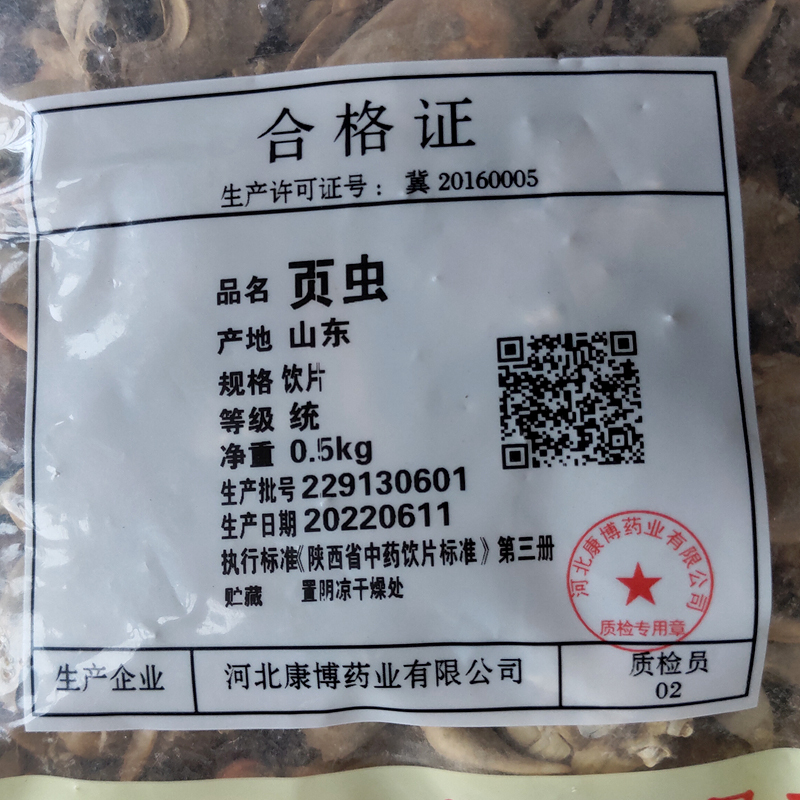 合格证
生产许可证号：冀 20160005
品名 页虫
产地 山东
规格 饮片
等级 统
净重 0.5kg
生产批号 229130601
生产日期 20220611
执行标准《陕西省中药饮片标准》第三册
贮藏 置阴凉干燥处
河北康博药业有限公司
质检专用章
生产企业 河北康博药业有限公司 质检员
02